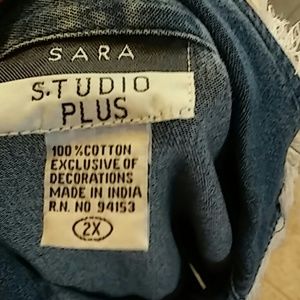 SARA
S.TUDIO
PLUS
100%COTTON
EXCLUSIVE OF
DECORATIONS
MADE IN INDIA
R.N. NO 94153
2X